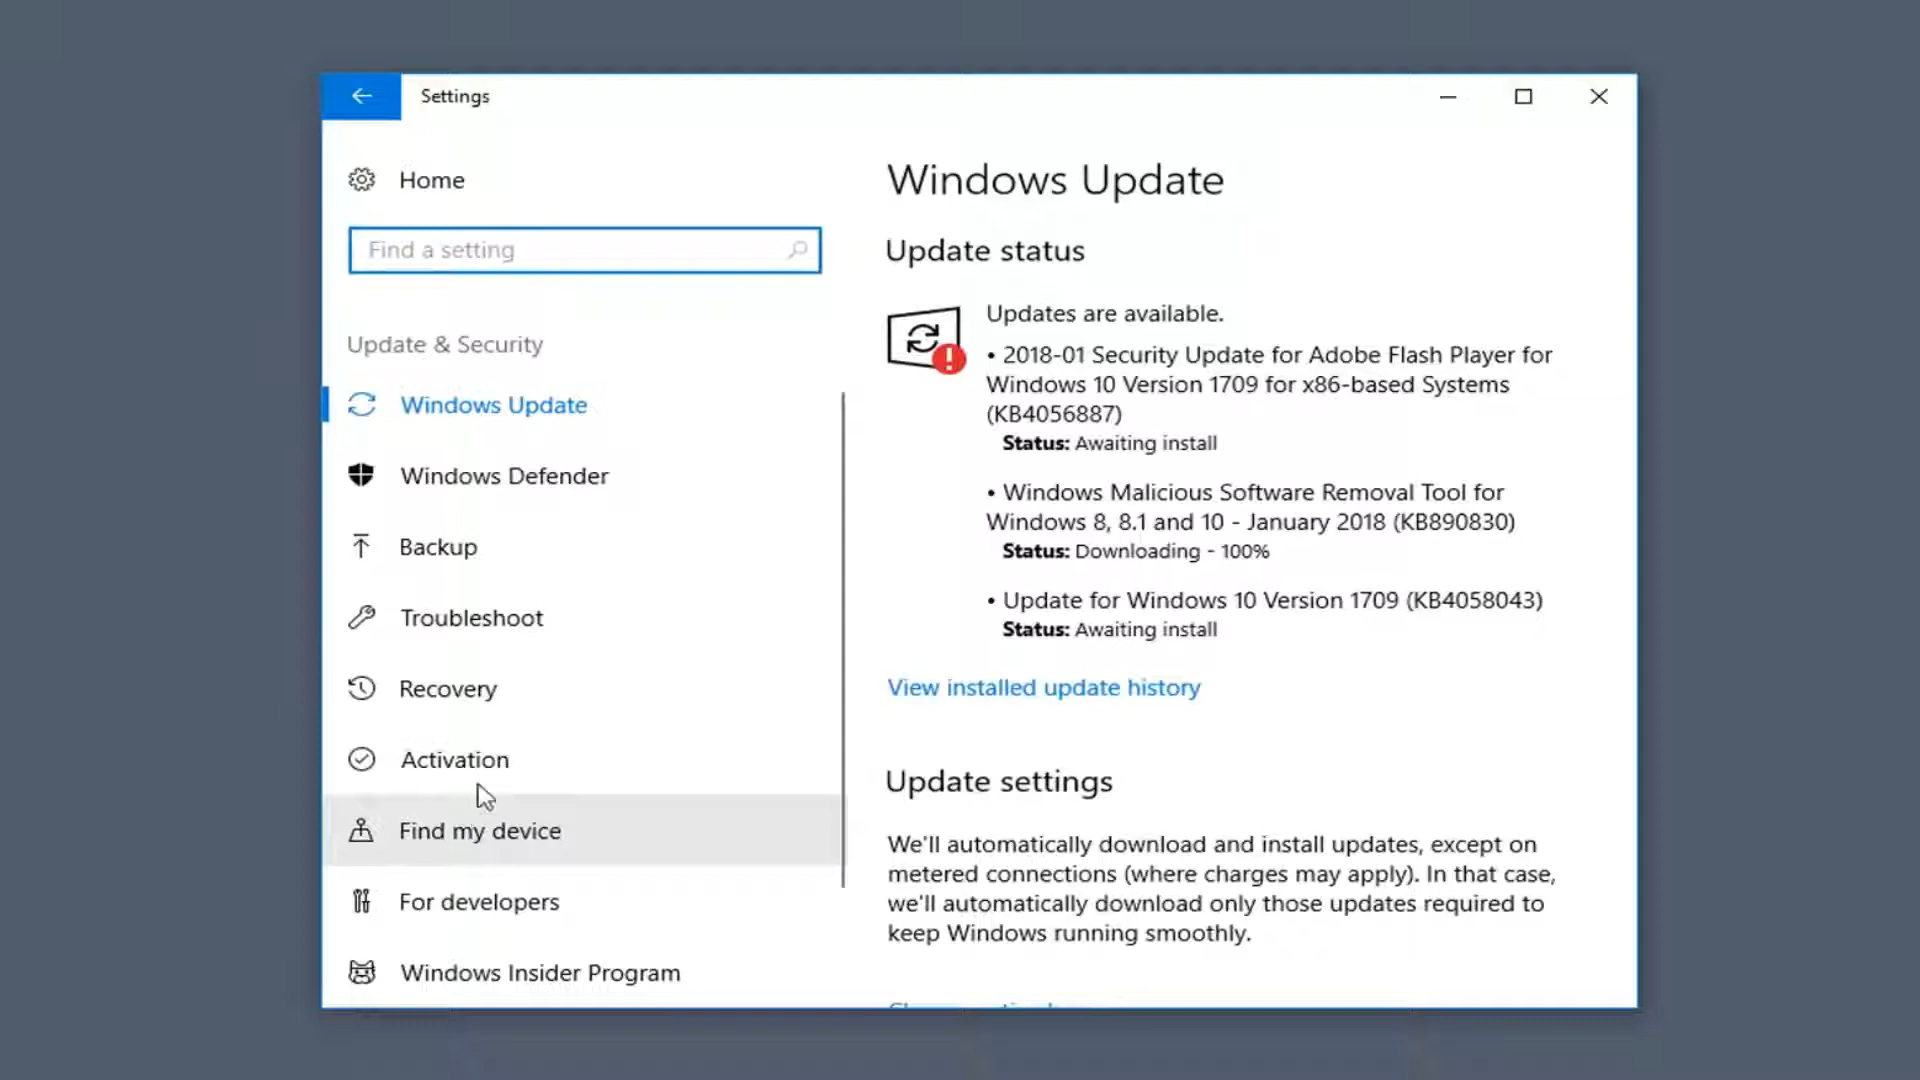 Settings
Home
Find a setting
Update & Security
Windows Update
Windows Defender
Backup
Troubleshoot
Recovery
Activation
Find my device
For developers
Windows Insider Program
Windows Update
Update status
Updates are available.
• 2018-01 Security Update for Adobe Flash Player for
Windows 10 Version 1709 for x86-based Systems
(KB4056887)
Status: Awaiting install
• Windows Malicious Software Removal Tool for
Windows 8, 8.1 and 10 - January 2018 (KB890830)
Status: Downloading - 100%
• Update for Windows 10 Version 1709 (KB4058043)
Status: Awaiting install
View installed update history
Update settings
We'll automatically download and install updates, except on
metered connections (where charges may apply). In that case,
we'll automatically download only those updates required to
keep Windows running smoothly.